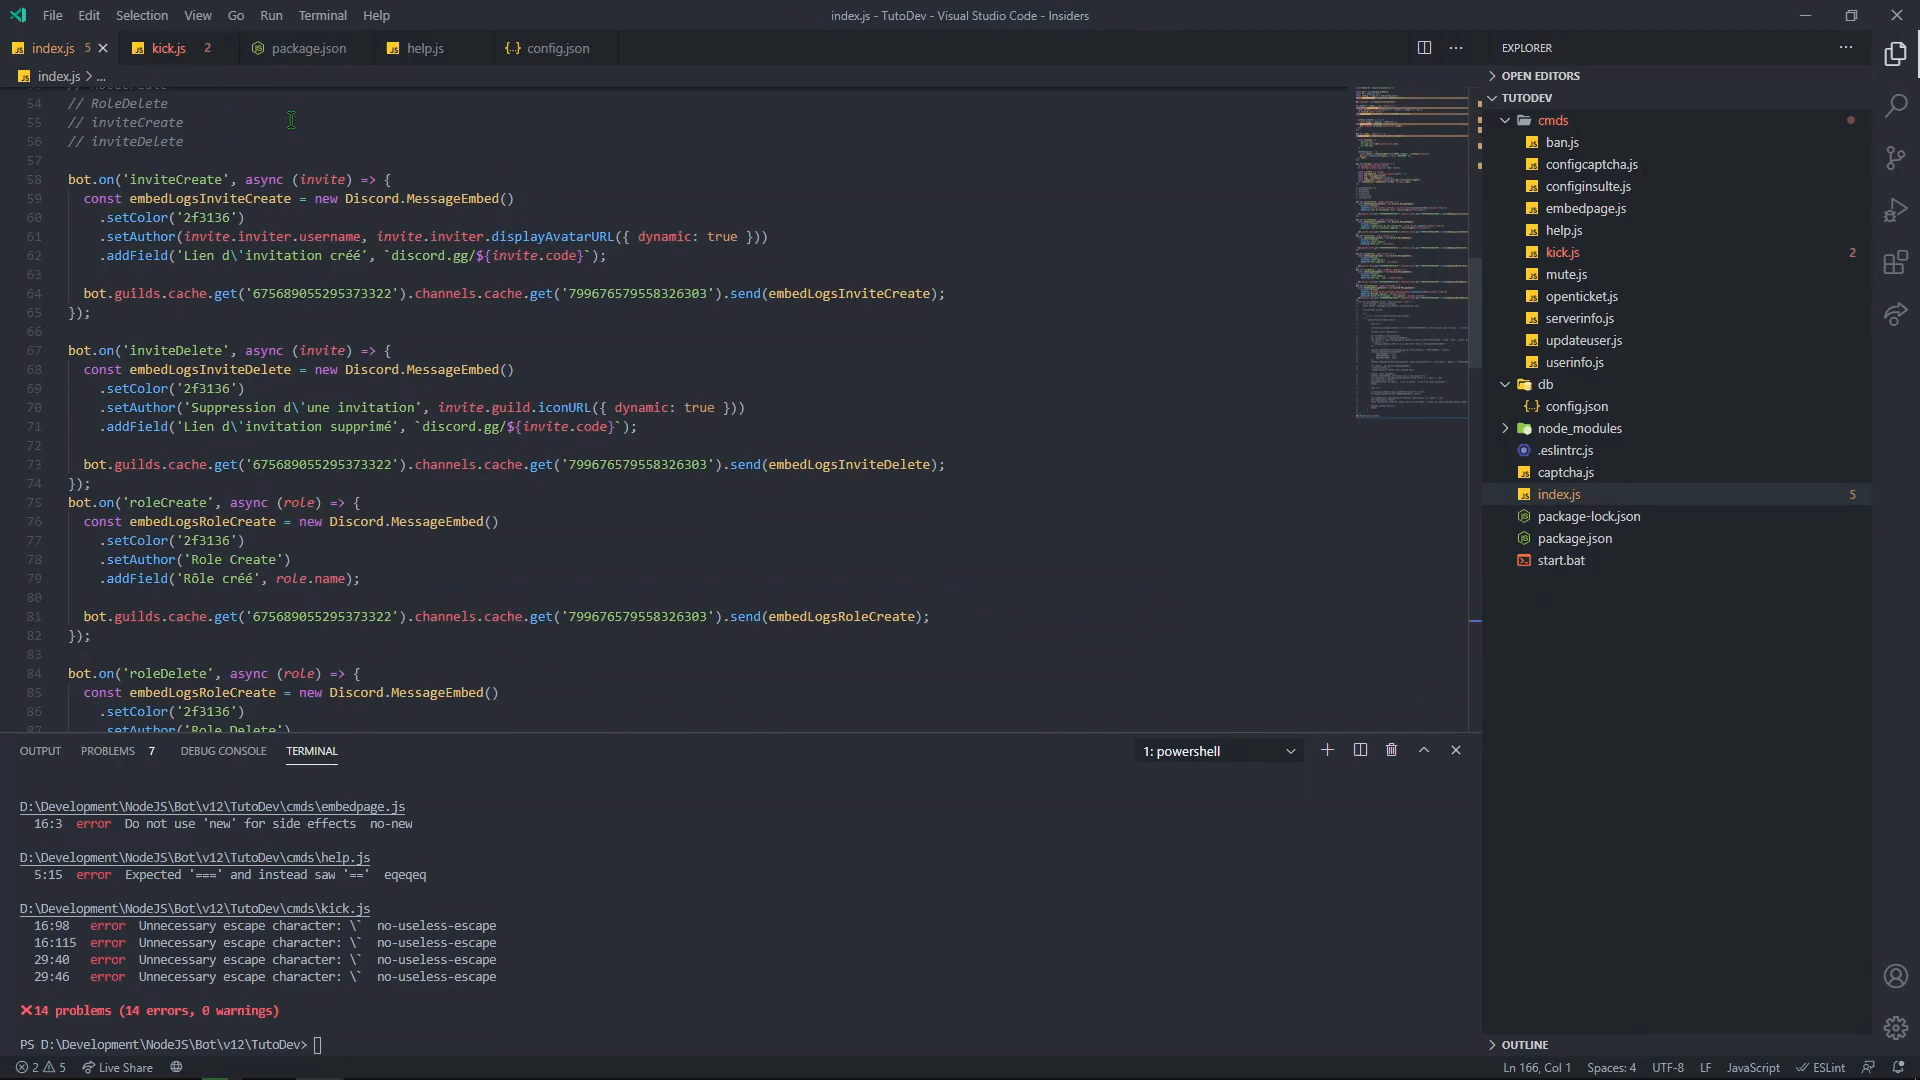 File Edit Selection View Go Run Terminal Help
index.js - TutoDev - Visual Studio Code - Insiders
index.js 5
kick.js 2
package.json
help.js
config.json
index.js > ...
54 // RoleDelete
55 // inviteCreate
56 // inviteDelete
57
58 bot.on('inviteCreate', async (invite) => {
59 const embedLogsInviteCreate = new Discord.MessageEmbed()
60 .setColor('2f3136')
61 .setAuthor(invite.inviter.username, invite.inviter.displayAvatarURL({ dynamic: true }))
62 .addField('Lien d\'invitation créé', `discord.gg/${invite.code}`);
63
64 bot.guilds.cache.get('675689055295373322').channels.cache.get('799676579558326303').send(embedLogsInviteCreate);
65 });
66
67 bot.on('inviteDelete', async (invite) => {
68 const embedLogsInviteDelete = new Discord.MessageEmbed()
69 .setColor('2f3136')
70 .setAuthor('Suppression d\'une invitation', invite.guild.iconURL({ dynamic: true }))
71 .addField('Lien d\'invitation supprimé', `discord.gg/${invite.code}`);
72
73 bot.guilds.cache.get('675689055295373322').channels.cache.get('799676579558326303').send(embedLogsInviteDelete);
74 });
75 bot.on('roleCreate', async (role) => {
76 const embedLogsRoleCreate = new Discord.MessageEmbed()
77 .setColor('2f3136')
78 .setAuthor('Role Create')
79 .addField('Rôle créé', role.name);
80
81 bot.guilds.cache.get('675689055295373322').channels.cache.get('799676579558326303').send(embedLogsRoleCreate);
82 });
83
84 bot.on('roleDelete', async (role) => {
85 const embedLogsRoleCreate = new Discord.MessageEmbed()
86 .setColor('2f3136')
87 .setAuthor('Role Delete')
OUTPUT PROBLEMS 7 DEBUG CONSOLE TERMINAL
1: powershell
D:\Development\NodeJS\Bot\v12\TutoDev\cmds\embedpage.js
16:3 error Do not use 'new' for side effects no-new
D:\Development\NodeJS\Bot\v12\TutoDev\cmds\help.js
5:15 error Expected '===' and instead saw '==' eqeqeq
D:\Development\NodeJS\Bot\v12\TutoDev\cmds\kick.js
16:98 error Unnecessary escape character: \` no-useless-escape
16:115 error Unnecessary escape character: \` no-useless-escape
29:40 error Unnecessary escape character: \` no-useless-escape
29:46 error Unnecessary escape character: \` no-useless-escape
❌14 problems (14 errors, 0 warnings)
PS D:\Development\NodeJS\Bot\v12\TutoDev>
EXPLORER
OPEN EDITORS
TUTODEV
cmds
ban.js
configcaptcha.js
configinsulte.js
embedpage.js
help.js
kick.js 2
mute.js
openticket.js
serverinfo.js
updateuser.js
userinfo.js
db
config.json
node_modules
.eslintrc.js
captcha.js
index.js 5
package-lock.json
package.json
start.bat
OUTLINE
2 5 Live Share
Ln 166, Col 1 Spaces: 4 UTF-8 LF JavaScript ESLint